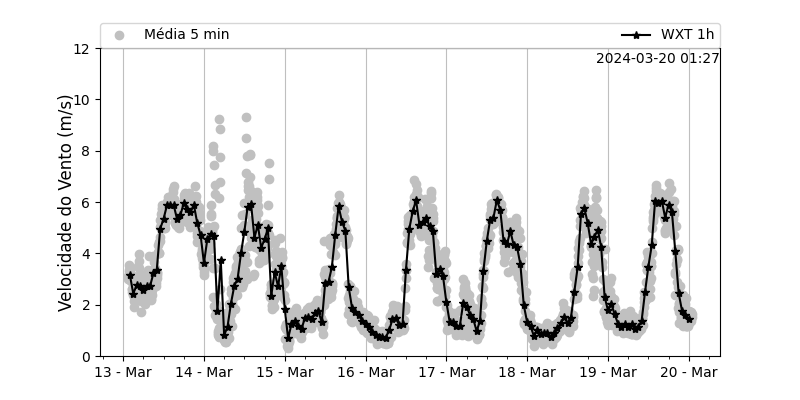 Média 5 min
WXT 1h
2024-03-20 01:27
Velocidade do Vento (m/s)
12
10
8
6
4
2
0
13 - Mar 14 - Mar 15 - Mar 16 - Mar 17 - Mar 18 - Mar 19 - Mar 20 - Mar